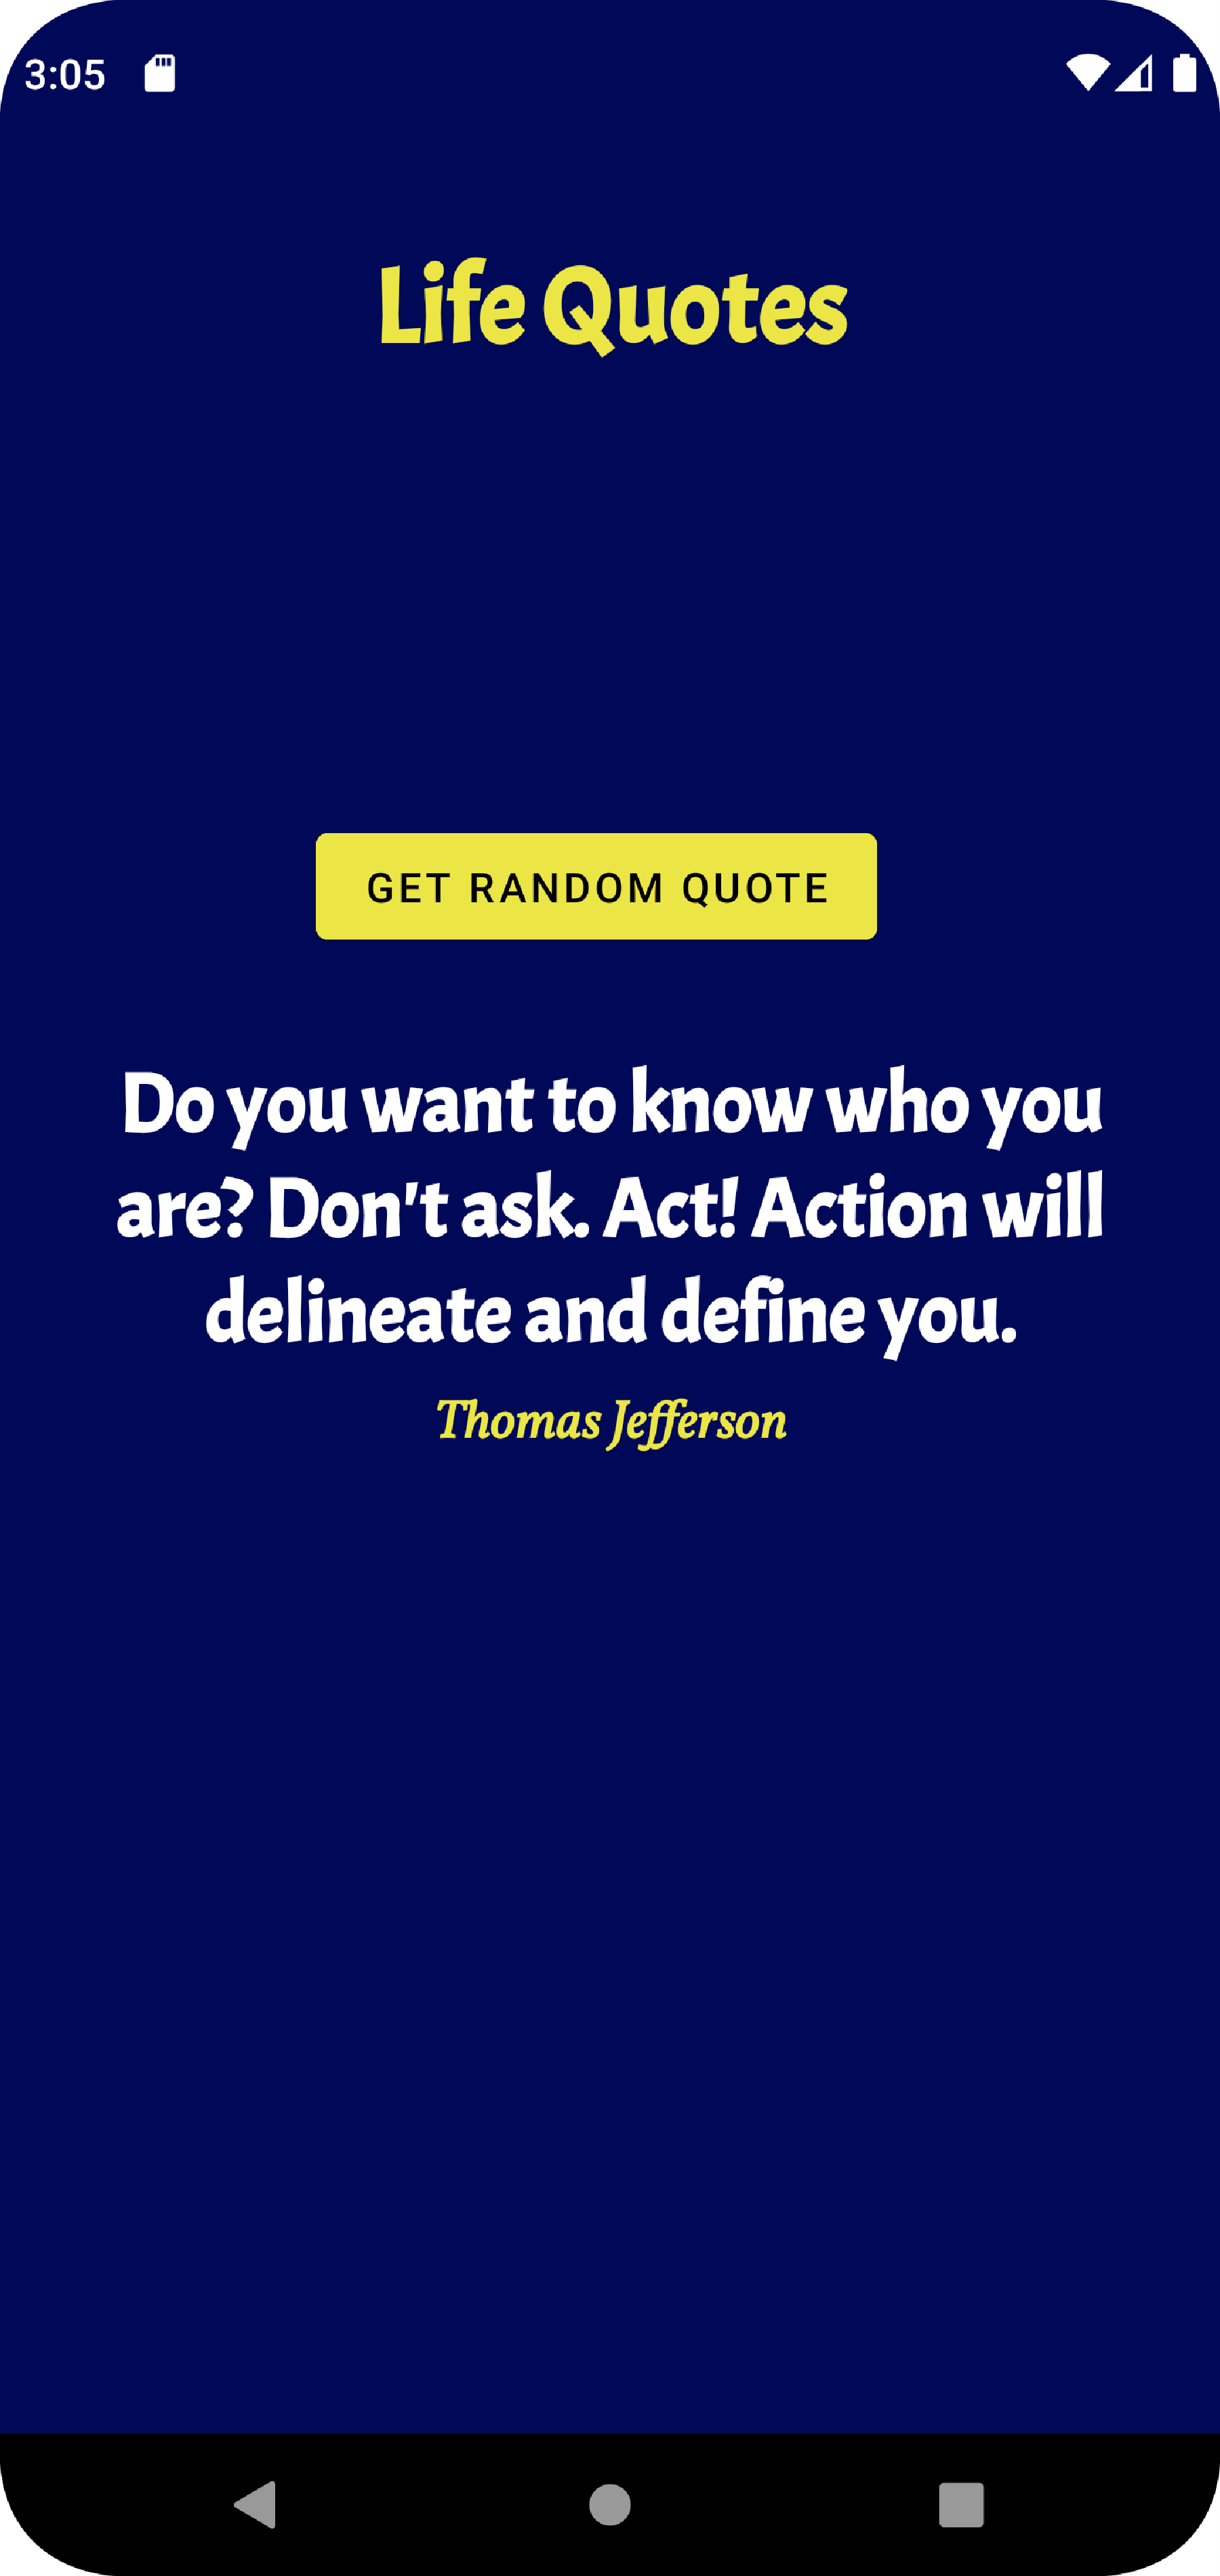 3:05
Life Quotes
GET RANDOM QUOTE
Do you want to know who you
are? Don't ask. Act! Action will
delineate and define you.
Thomas Jefferson